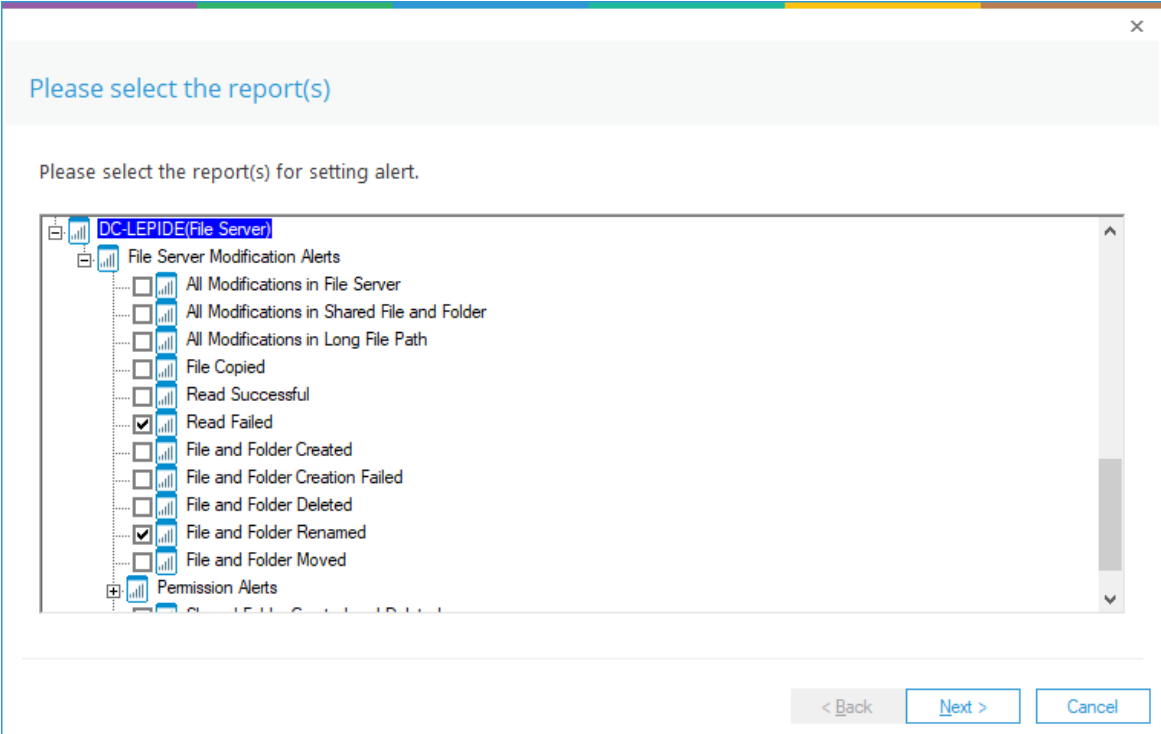 Please select the report(s)
Please select the report(s) for setting alert.
DC-LEPIDE(File Server)
File Server Modification Alerts
All Modifications in File Server
All Modifications in Shared File and Folder
All Modifications in Long File Path
File Copied
Read Successful
Read Failed
File and Folder Created
File and Folder Creation Failed
File and Folder Deleted
File and Folder Renamed
File and Folder Moved
Permission Alerts
< Back Next > Cancel